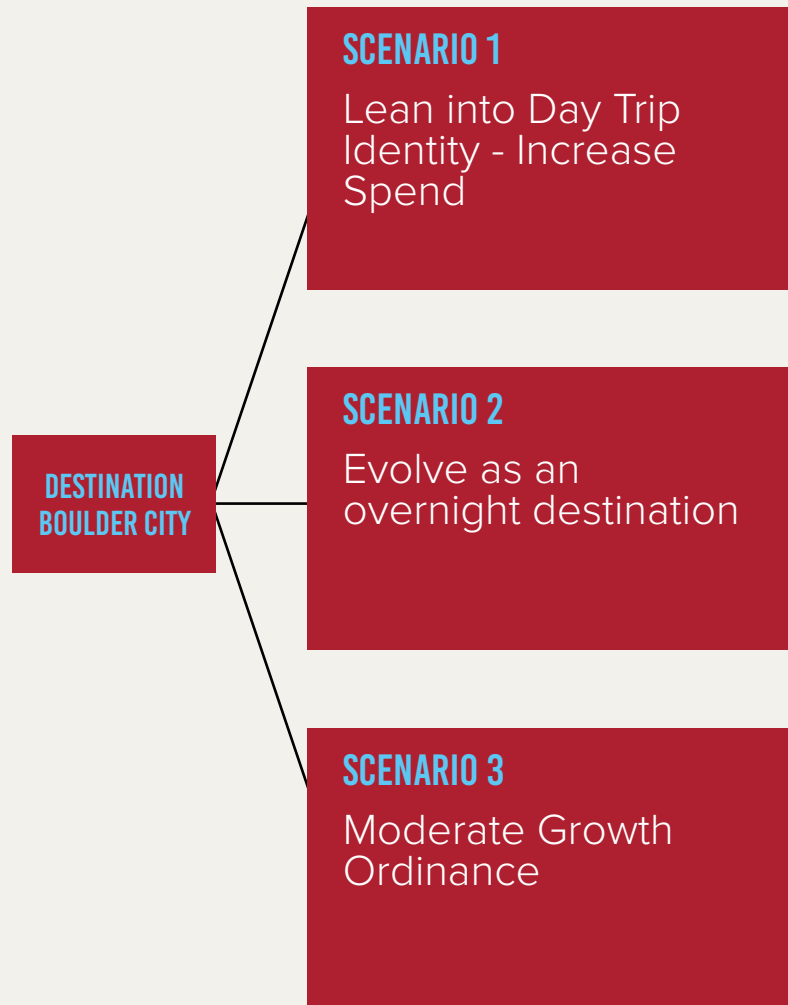 SCENARIO 1
Lean into Day Trip
Identity - Increase
Spend
SCENARIO 2
Evolve as an
overnight destination
DESTINATION
BOULDER CITY
SCENARIO 3
Moderate Growth
Ordinance